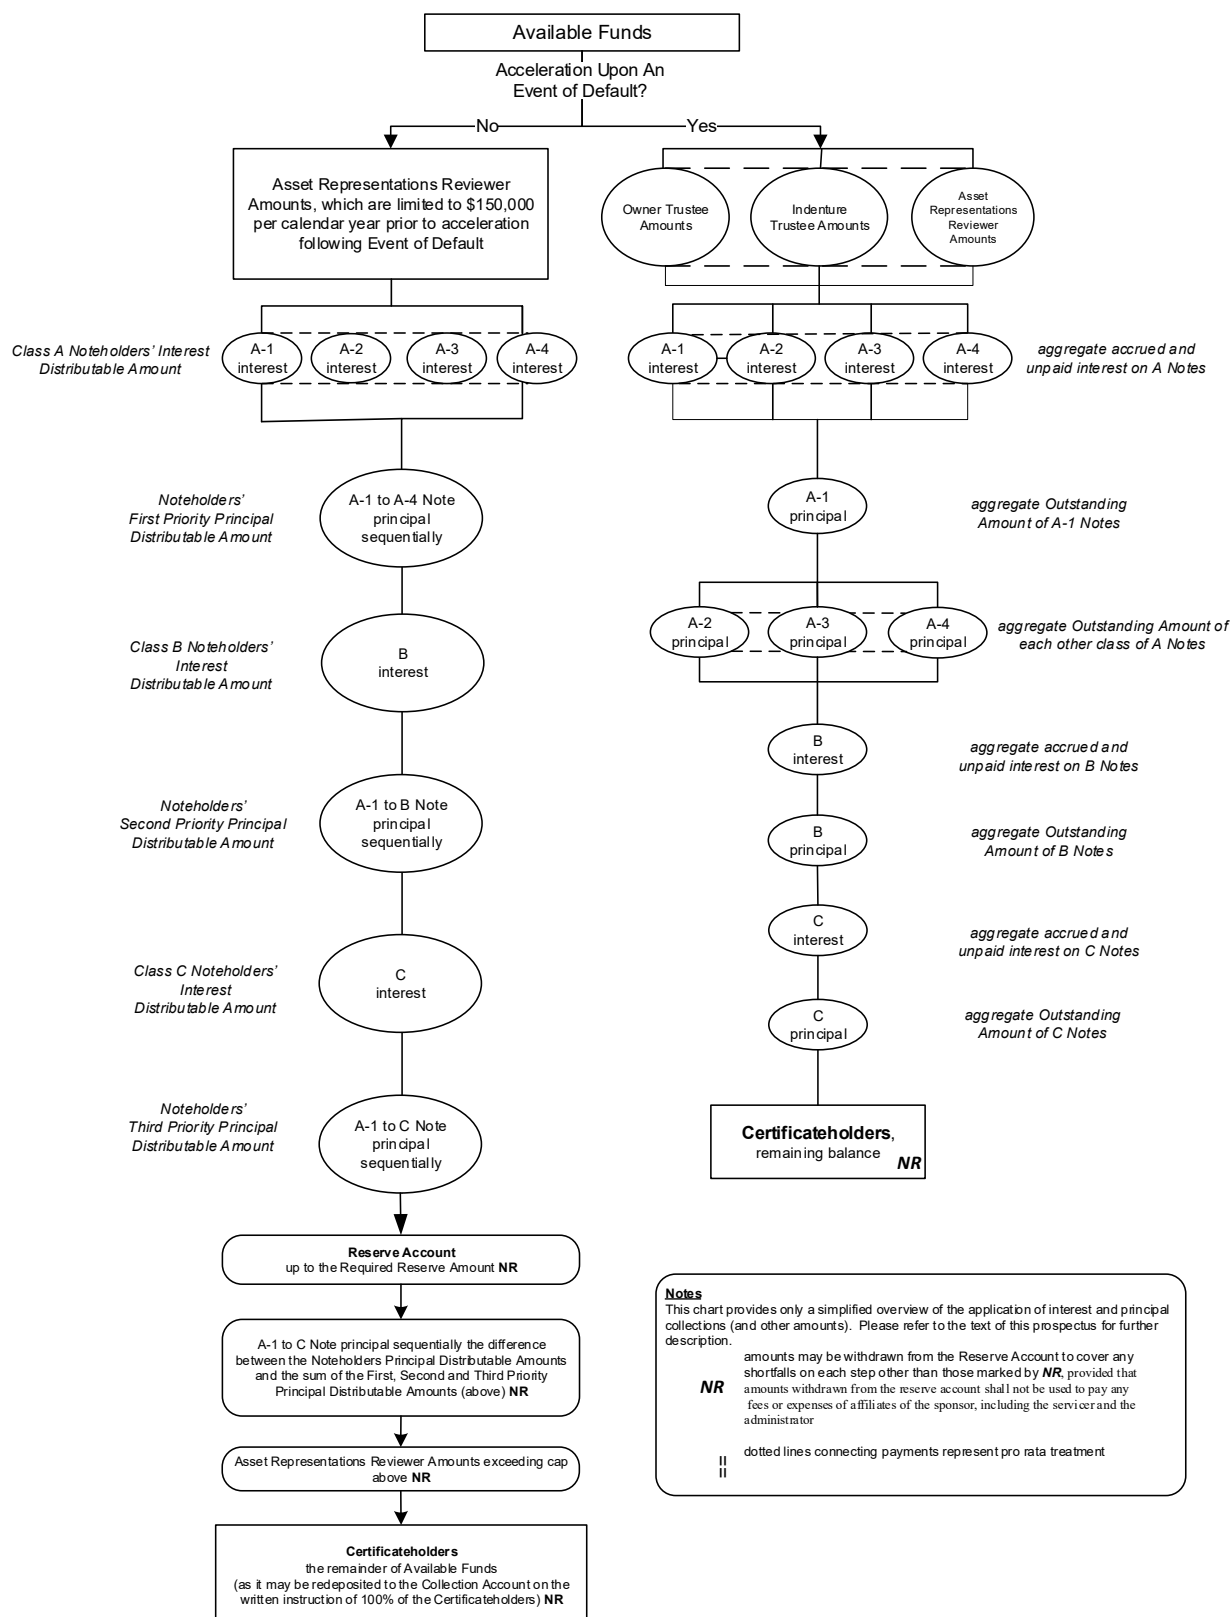 Available Funds
Acceleration Upon An
Event of Default?
No
Yes
Asset Representations Reviewer
Amounts, which are limited to $150,000
per calendar year prior to acceleration
following Event of Default
Class A Noteholders' Interest
Distributable Amount
A-1
interest
A-2
interest
A-3
interest
A-4
interest
Noteholders'
First Priority Principal
Distributable Amount
A-1 to A-4 Note
principal
sequentially
Class B Noteholders'
Interest
Distributable Amount
B
interest
Noteholders'
Second Priority Principal
Distributable Amount
A-1 to B Note
principal
sequentially
Class C Noteholders'
Interest
Distributable Amount
C
interest
Noteholders'
Third Priority Principal
Distributable Amount
A-1 to C Note
principal
sequentially
Reserve Account
up to the Required Reserve Amount NR
A-1 to C Note principal sequentially the difference
between the Noteholders Principal Distributable Amounts
and the sum of the First, Second and Third Priority
Principal Distributable Amounts (above) NR
Asset Representations Reviewer Amounts exceeding cap
above NR
Certificateholders
the remainder of Available Funds
(as it may be redeposited to the Collection Account on the
written instruction of 100% of the Certificateholders) NR
Owner Trustee
Amounts
Indenture
Trustee Amounts
Asset
Representations
Reviewer
Amounts
A-1
interest
A-2
interest
A-3
interest
A-4
interest
aggregate accrued and
unpaid interest on A Notes
A-1
principal
aggregate Outstanding
Amount of A-1 Notes
A-2
principal
A-3
principal
A-4
principal
aggregate Outstanding Amount of
each other class of A Notes
B
interest
aggregate accrued and
unpaid interest on B Notes
B
principal
aggregate Outstanding
Amount of B Notes
C
interest
aggregate accrued and
unpaid interest on C Notes
C
principal
aggregate Outstanding
Amount of C Notes
Certificateholders,
remaining balance
NR
Notes
This chart provides only a simplified overview of the application of interest and principal
collections (and other amounts). Please refer to the text of this prospectus for further
description.
NR
amounts may be withdrawn from the Reserve Account to cover any
shortfalls on each step other than those marked by NR, provided that
amounts withdrawn from the reserve account shall not be used to pay any
fees or expenses of affiliates of the sponsor, including the servicer and the
administrator
dotted lines connecting payments represent pro rata treatment